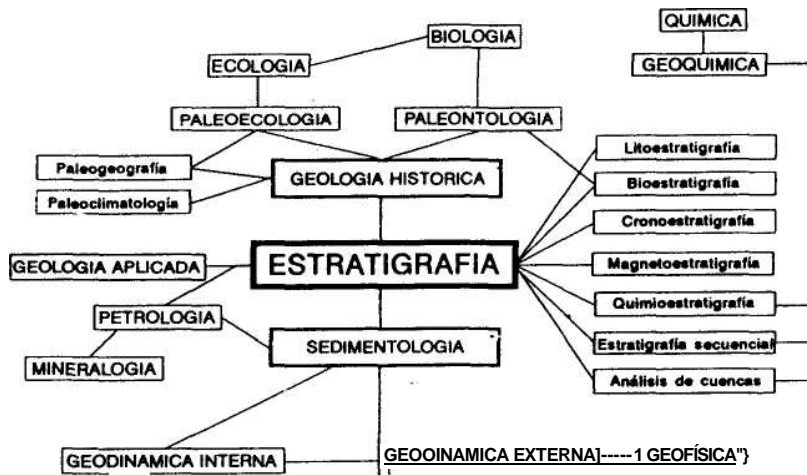 BIOLOGIA
QUIMICA
ECOLOGIA
GEOQUIMICA
PALEOECOLOGIA
PALEONTOLOGIA
Litoestratigrafía
Paleogeografía
GEOLOGIA HISTORICA
Bioestratigrafía
Paleoclimatología
Cronoestratigrafía
GEOLOGIA APLICADA
ESTRATIGRAFIA
Magnetoestratigrafía
PETROLOGIA
Quimioestratigrafía
SEDIMENTOLOGIA
Estratigrafía secuencial
MINERALOGIA
Análisis de cuencas
GEODINAMICA INTERNA
GEOOINAMICA EXTERNA]-----1 GEOFÍSICA"}